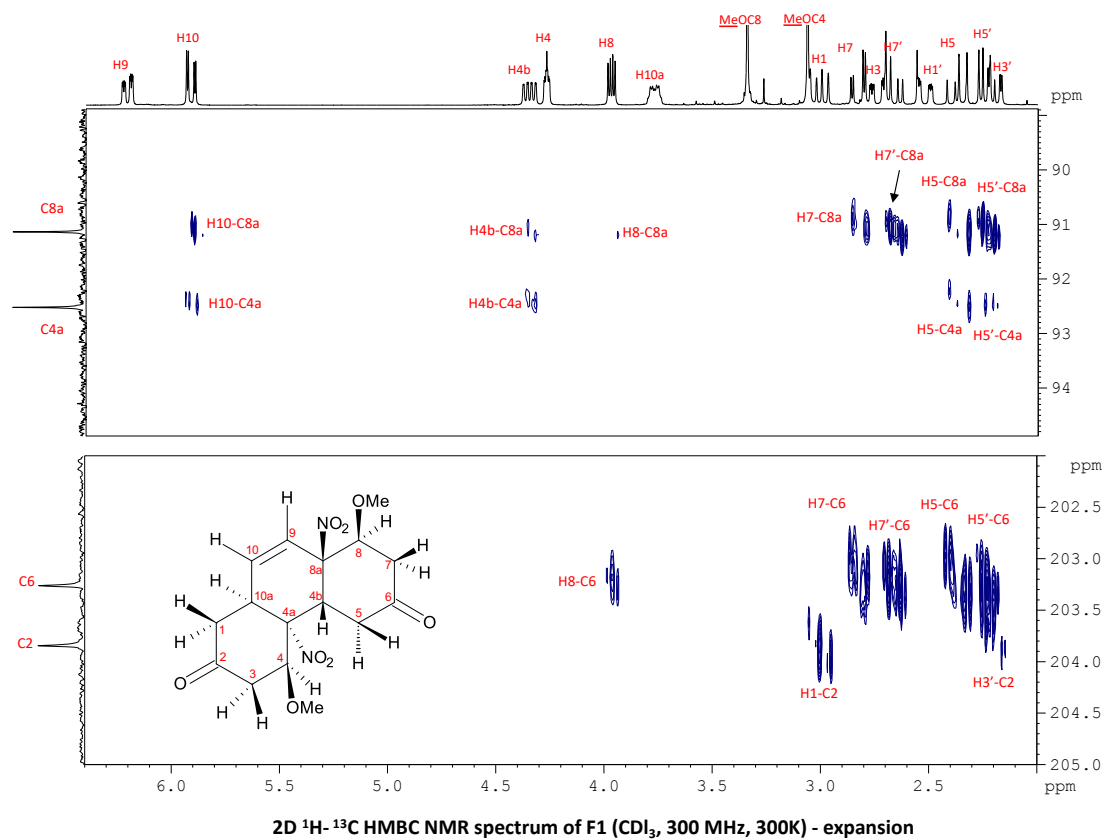 H9
H10
H4b
H4
H8
H10a
MeOC8
MeOC4
H1
H7
H3
H7′
H1′
H5
H5′
H3′
ppm
H7′-C8a
H5-C8a
H5′-C8a
C8a
H10-C8a
H4b-C8a
H8-C8a
H7-C8a
H10-C4a
H4b-C4a
H5-C4a
H5′-C4a
C4a
90
91
92
93
94
ppm
H7-C6
H7′-C6
H5-C6
H5′-C6
H8-C6
H1-C2
H3′-C2
C6
C2
202.5
203.0
203.5
204.0
204.5
205.0
H
OMe
NO2
H
H
9
8
H
10
8a
7
H
H
10a
4b
6
H
4a
5
O
H
1
H
H
H
2
4
NO2
H
O
3
H
H
H
OMe
6.0
5.5
5.0
4.5
4.0
3.5
3.0
2.5
ppm
2D ¹H- ¹³C HMBC NMR spectrum of F1 (CDl₃, 300 MHz, 300K) - expansion